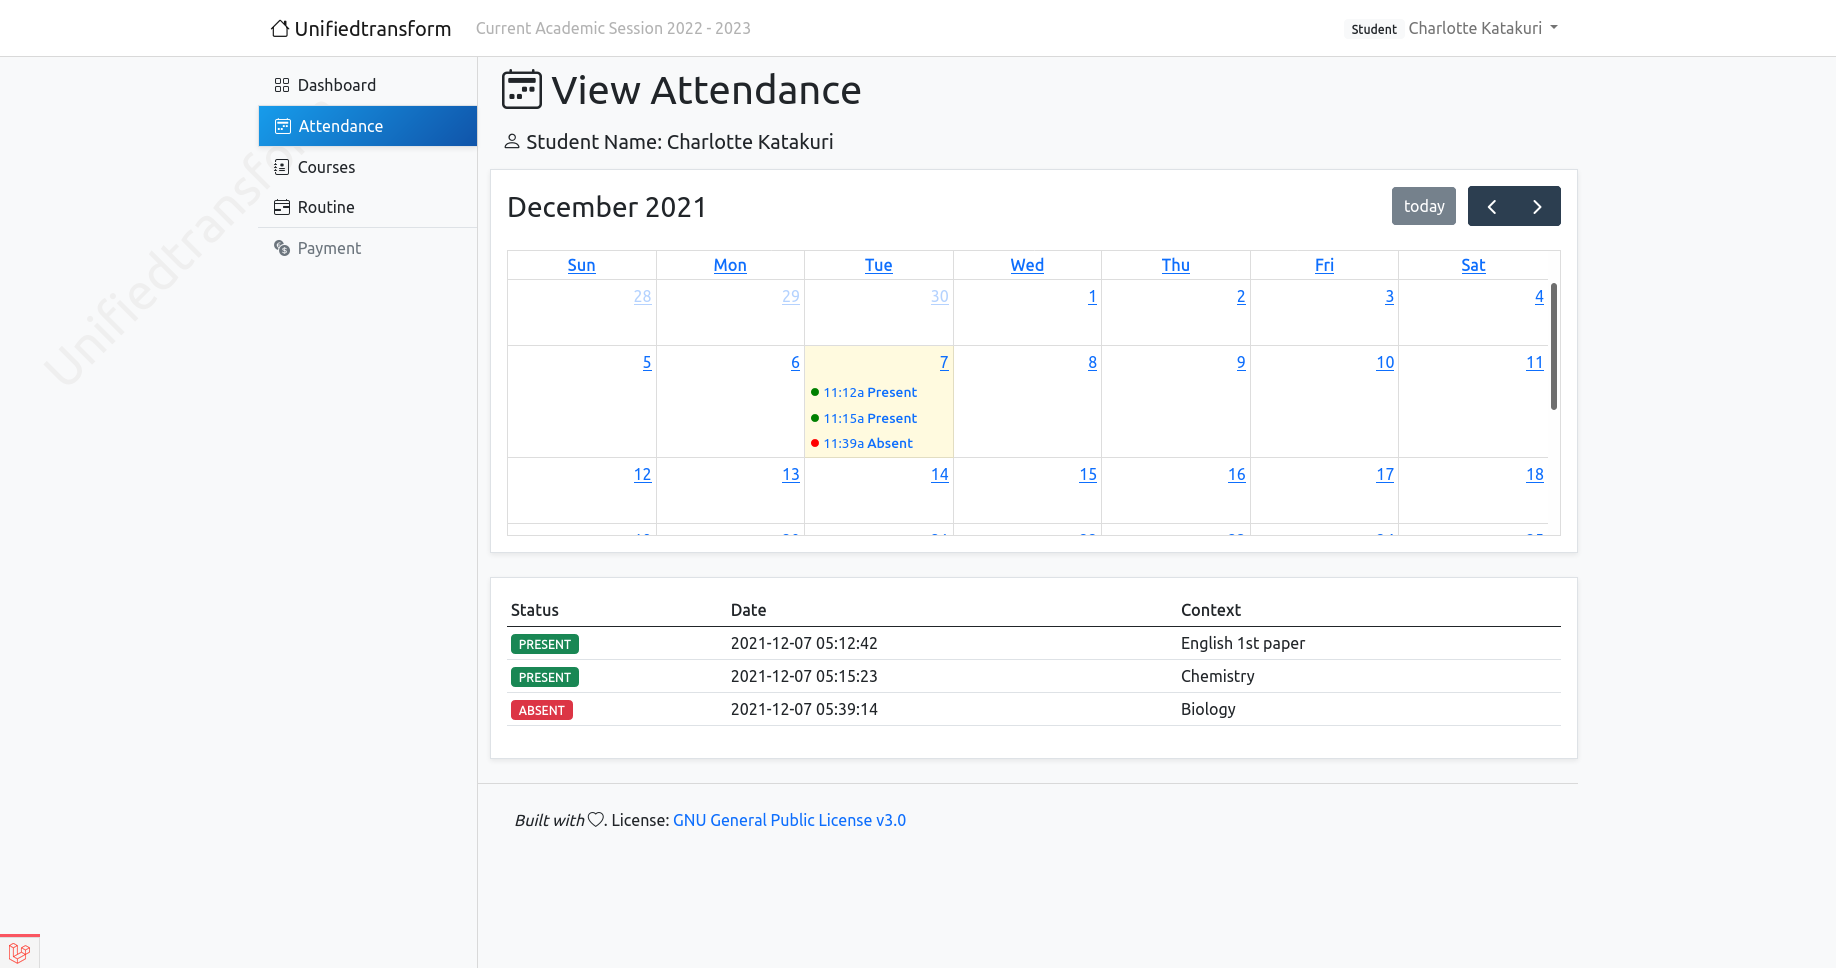 Unifiedtransform Current Academic Session 2022 - 2023 Student Charlotte Katakuri
Dashboard
Attendance
Courses
Routine
Payment
Unifiedtransform
View Attendance
Student Name: Charlotte Katakuri
December 2021 today
Sun Mon Tue Wed Thu Fri Sat
28 29 30 1 2 3 4
5 6 7 8 9 10 11
11:12a Present
11:15a Present
11:39a Absent
12 13 14 15 16 17 18
Status Date Context
PRESENT 2021-12-07 05:12:42 English 1st paper
PRESENT 2021-12-07 05:15:23 Chemistry
ABSENT 2021-12-07 05:39:14 Biology
Built with . License: GNU General Public License v3.0